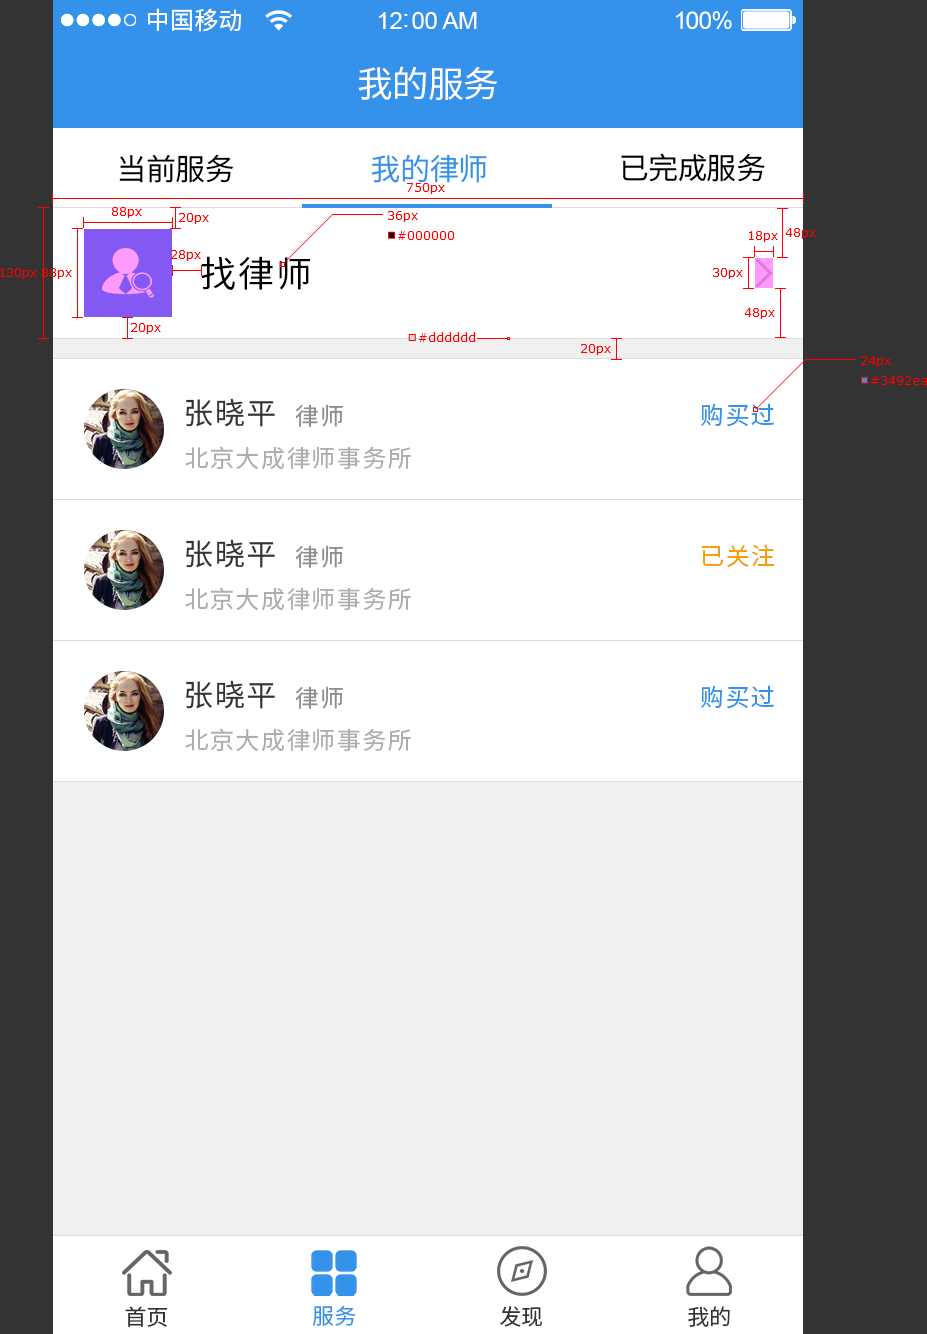 中国移动 12:00 AM 100%
我的服务
当前服务 我的律师 已完成服务
750px
88px 20px 36px
#000000
18px 48px
28px
130px 88px 找律师 30px
48px
20px #dddddd 20px
24px
#3492ea
张晓平 律师 购买过
北京大成律师事务所
张晓平 律师 已关注
北京大成律师事务所
张晓平 律师 购买过
北京大成律师事务所
首页 服务 发现 我的